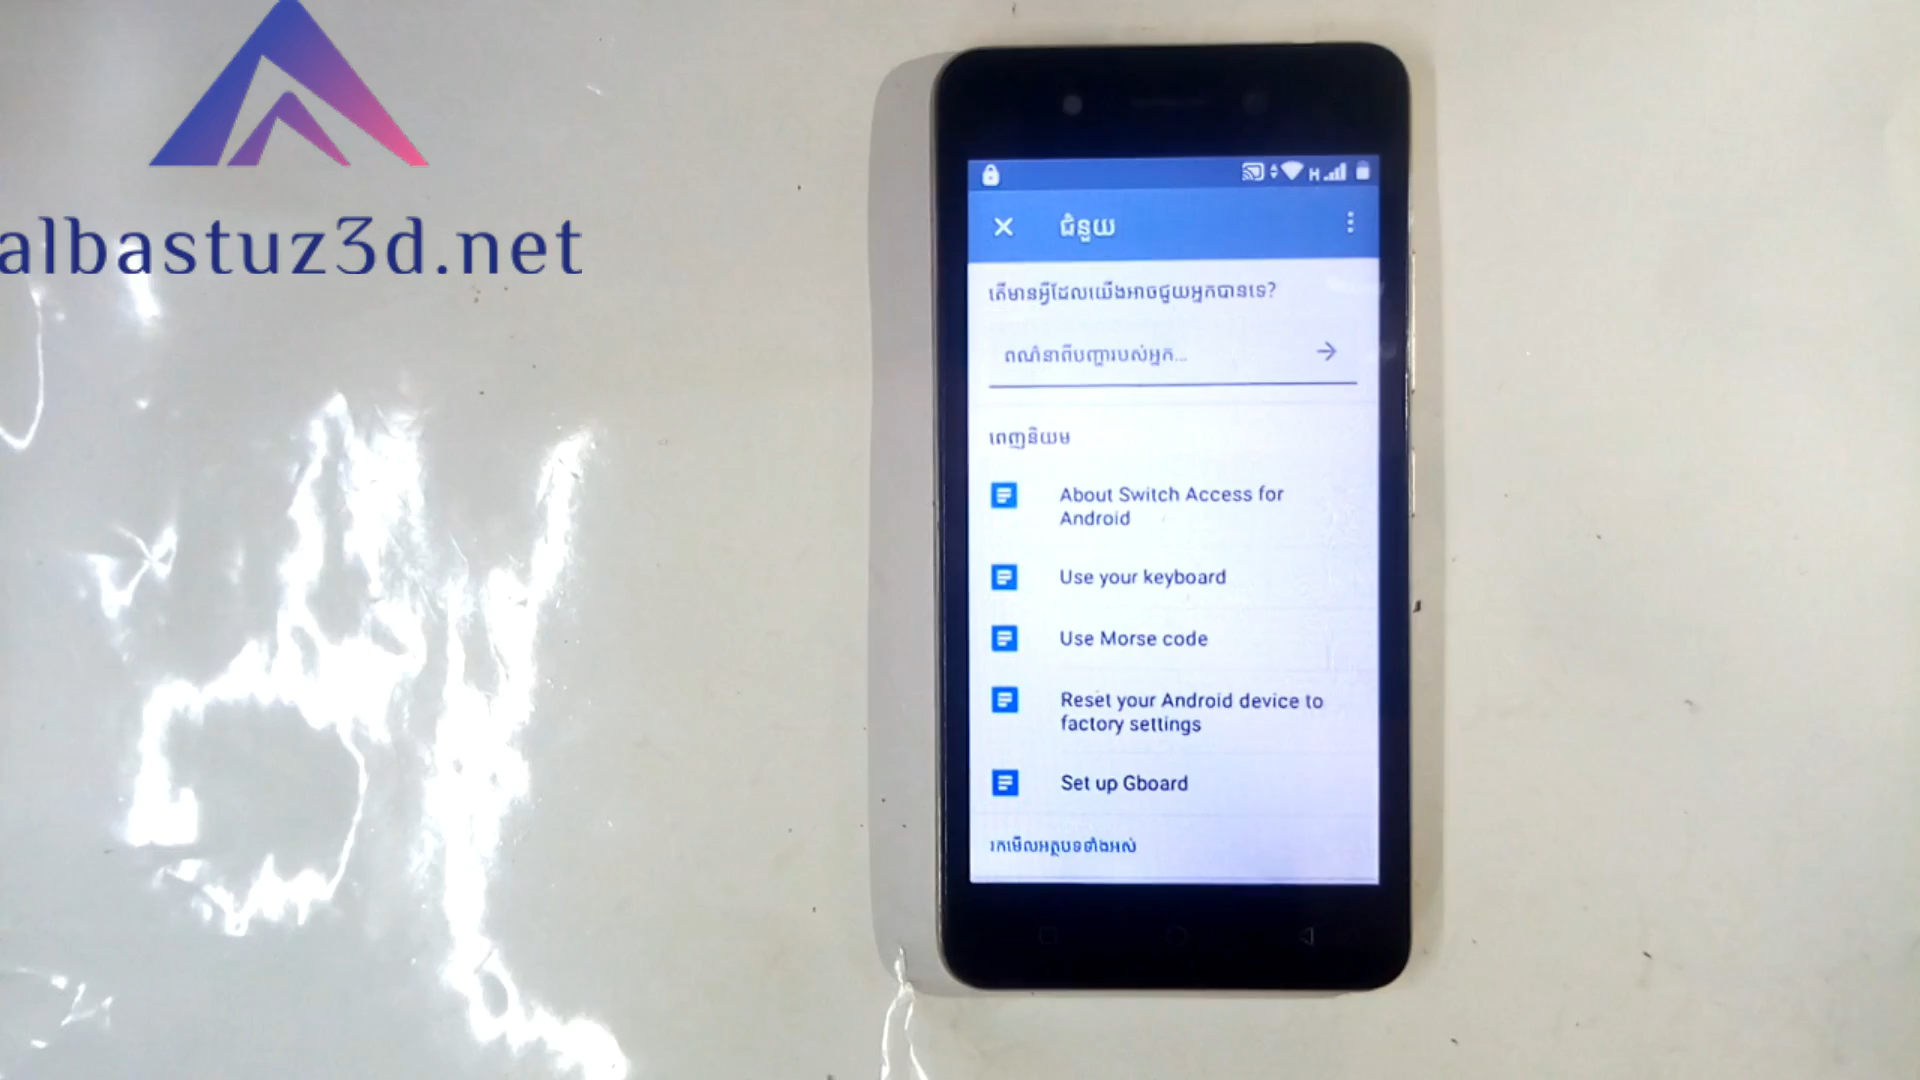 albastuz3d.net
H
ជំនួយ
តើមានអ្វីដែលយើងអាចជួយអ្នកបានទេ?
ពណ៌នាពីបញ្ហារបស់អ្នក...
ពេញនិយម
About Switch Access for
Android
Use your keyboard
Use Morse code
Reset your Android device to
factory settings
Set up Gboard
រកមើលអត្ថបទទាំងអស់